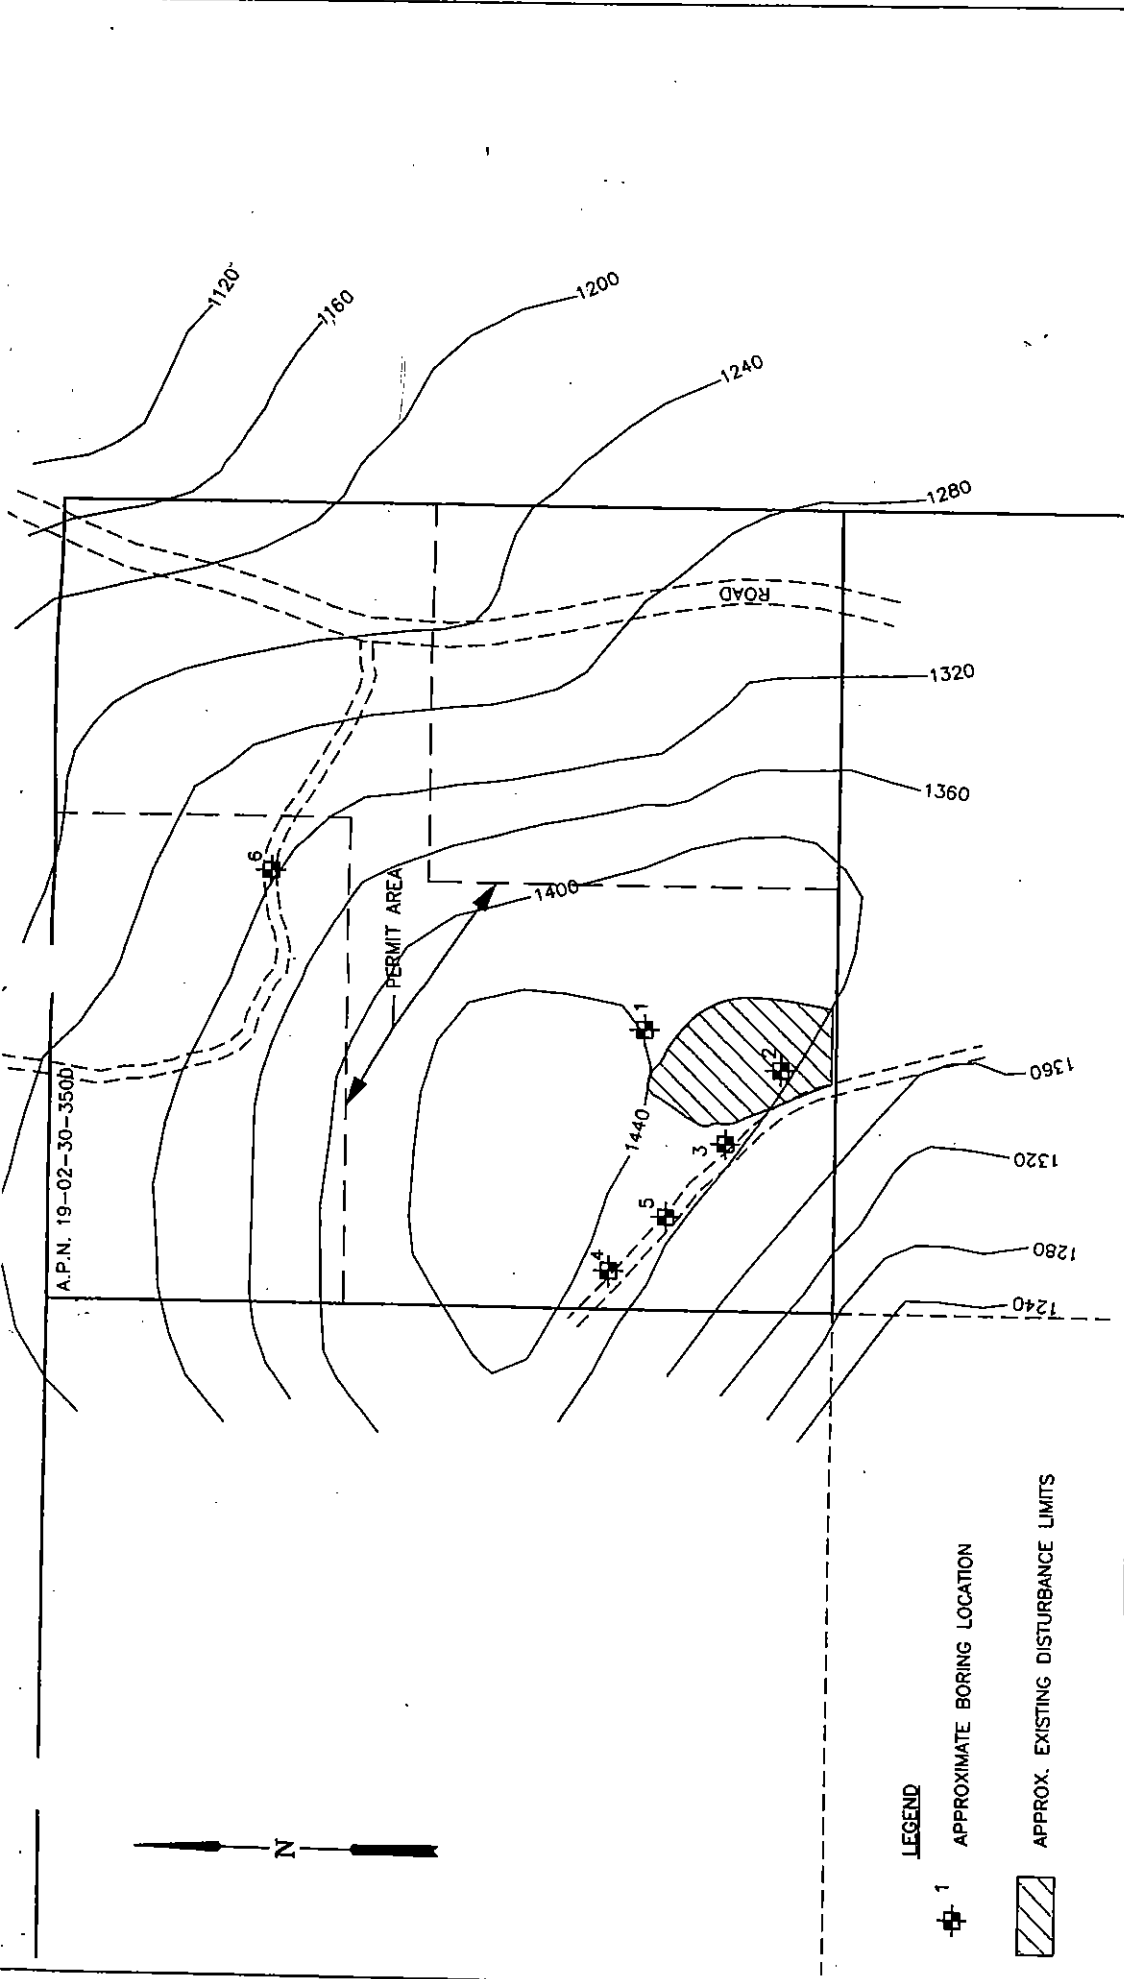 1120
1160
1200
1240
1280
ROAD
1320
1360
6
PERMIT AREA
1400
1
2
3
1440
5
4
A.P.N. 19-02-30-350D
1360
1320
1280
1240
N
LEGEND
1 APPROXIMATE BORING LOCATION
APPROX. EXISTING DISTURBANCE LIMITS